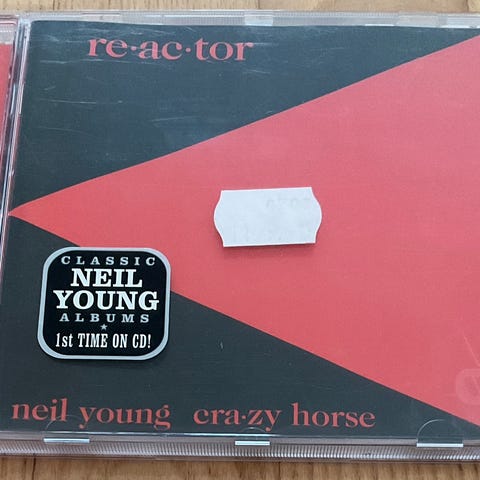 re·ac·tor
CLASSIC
NEIL
YOUNG
ALBUMS
1st TIME ON CD!
neil young cra·zy horse